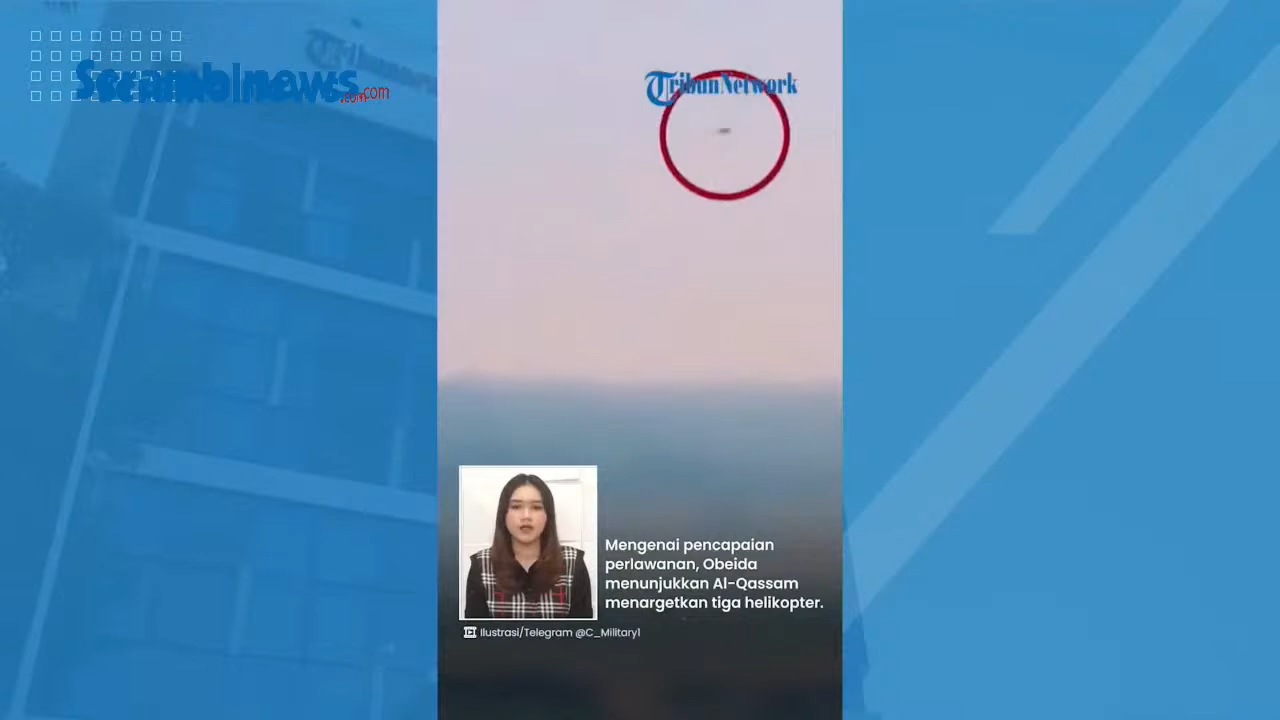 Serambinews.com
TribunNetwork
Mengenai pencapaian
perlawanan, Obeida
menunjukkan Al-Qassam
menargetkan tiga helikopter.
Ilustrasi/Telegram @C_Military1